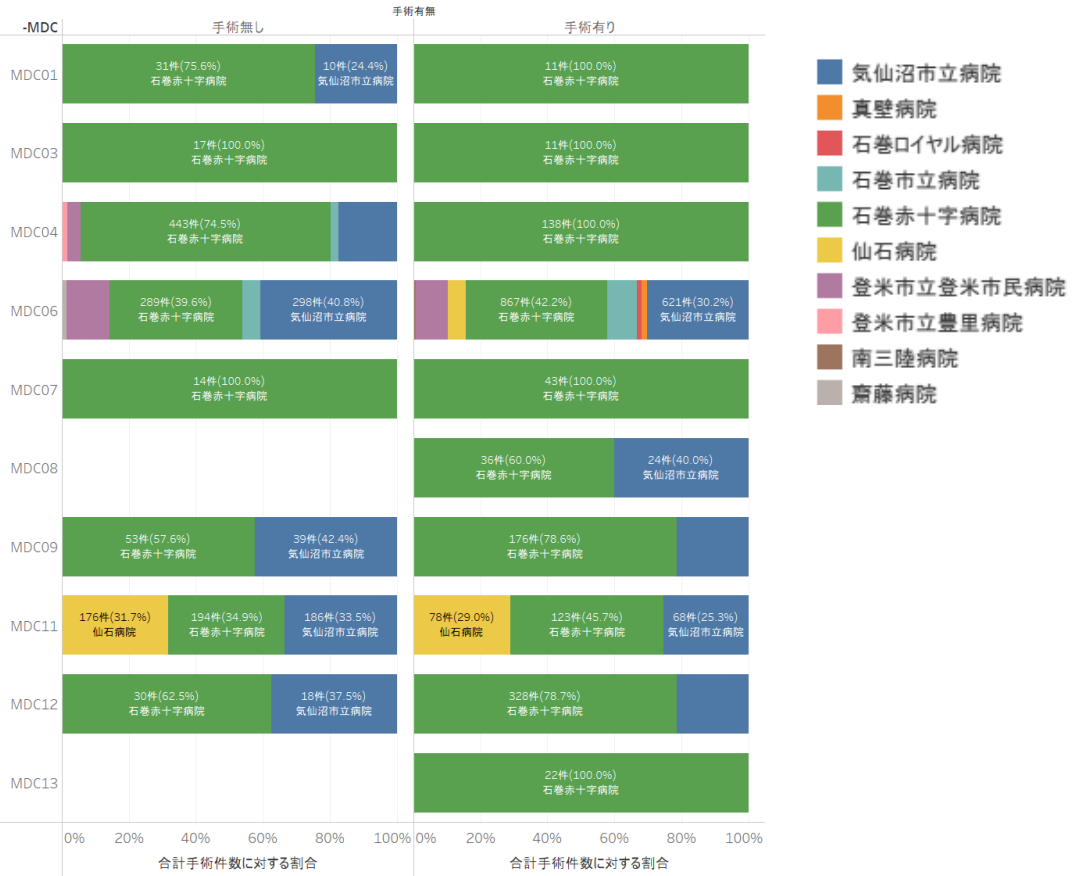 手術有無
-MDC
手術無し
手術有り
MDC01
31件(75.6%)
石巻赤十字病院
10件(24.4%)
気仙沼市立病院
11件(100.0%)
石巻赤十字病院
MDC03
17件(100.0%)
石巻赤十字病院
11件(100.0%)
石巻赤十字病院
MDC04
443件(74.5%)
石巻赤十字病院
138件(100.0%)
石巻赤十字病院
MDC06
289件(39.6%)
石巻赤十字病院
298件(40.8%)
気仙沼市立病院
867件(42.2%)
石巻赤十字病院
621件(30.2%)
気仙沼市立病院
MDC07
14件(100.0%)
石巻赤十字病院
43件(100.0%)
石巻赤十字病院
MDC08
36件(60.0%)
石巻赤十字病院
24件(40.0%)
気仙沼市立病院
MDC09
53件(57.6%)
石巻赤十字病院
39件(42.4%)
気仙沼市立病院
176件(78.6%)
石巻赤十字病院
MDC11
176件(31.7%)
仙石病院
194件(34.9%)
石巻赤十字病院
186件(33.5%)
気仙沼市立病院
78件(29.0%)
仙石病院
123件(45.7%)
石巻赤十字病院
68件(25.3%)
気仙沼市立病院
MDC12
30件(62.5%)
石巻赤十字病院
18件(37.5%)
気仙沼市立病院
328件(78.7%)
石巻赤十字病院
MDC13
22件(100.0%)
石巻赤十字病院
0% 20% 40% 60% 80% 100%
0% 20% 40% 60% 80% 100%
合計手術件数に対する割合
合計手術件数に対する割合
気仙沼市立病院
真壁病院
石巻ロイヤル病院
石巻市立病院
石巻赤十字病院
仙石病院
登米市立登米市民病院
登米市立豊里病院
南三陸病院
齋藤病院